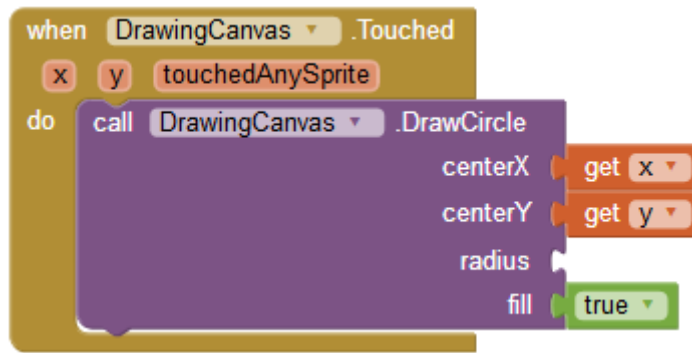 when DrawingCanvas .Touched
x y touchedAnySprite
do call DrawingCanvas .DrawCircle
centerX get x
centerY get y
radius
fill true